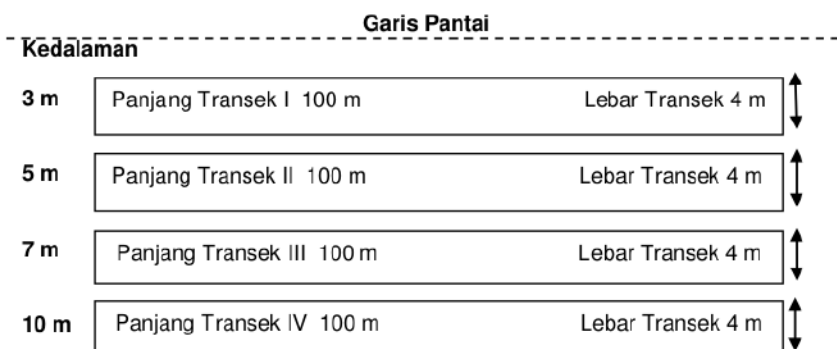 Garis Pantai
Kedalaman
3 m Panjang Transek I 100 m Lebar Transek 4 m
5 m Panjang Transek II 100 m Lebar Transek 4 m
7 m Panjang Transek III 100 m Lebar Transek 4 m
10 m Panjang Transek IV 100 m Lebar Transek 4 m